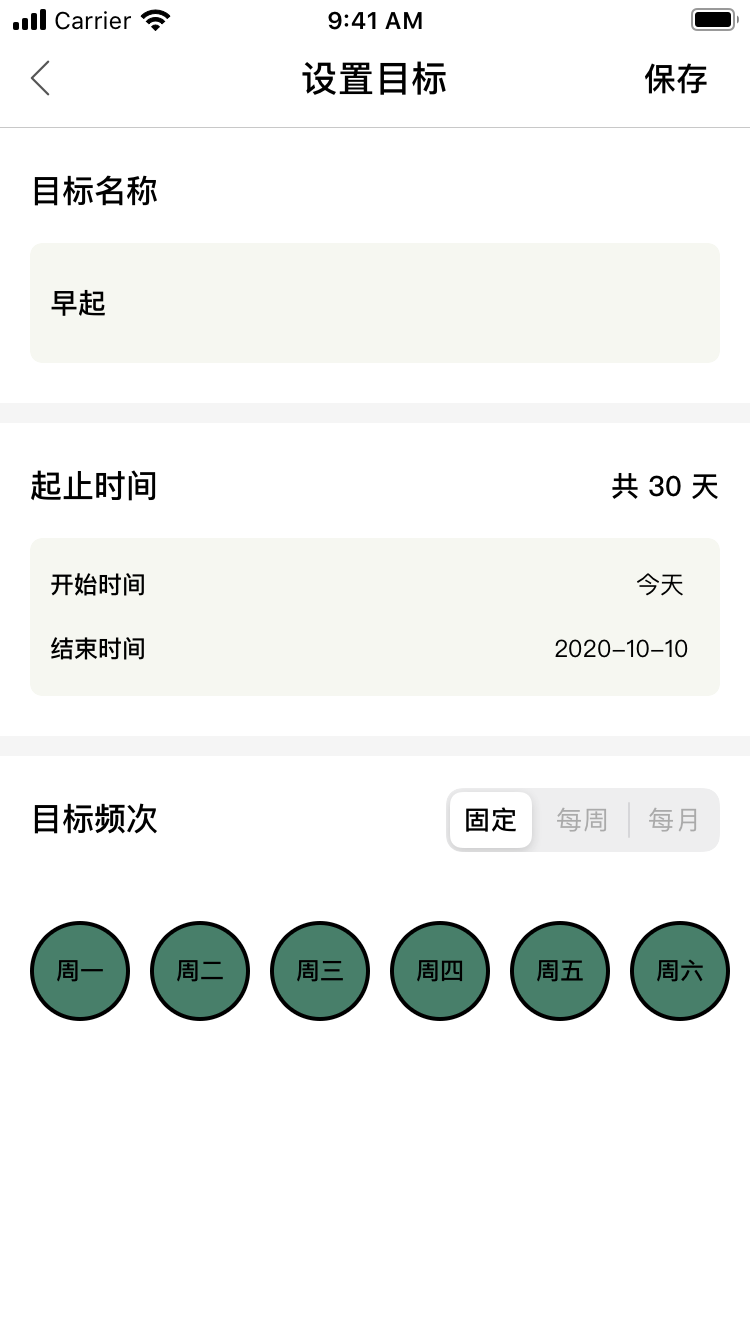 Carrier 9:41 AM
设置目标 保存
目标名称
早起
起止时间 共 30 天
开始时间 今天
结束时间 2020-10-10
目标频次 固定 每周 每月
周一 周二 周三 周四 周五 周六